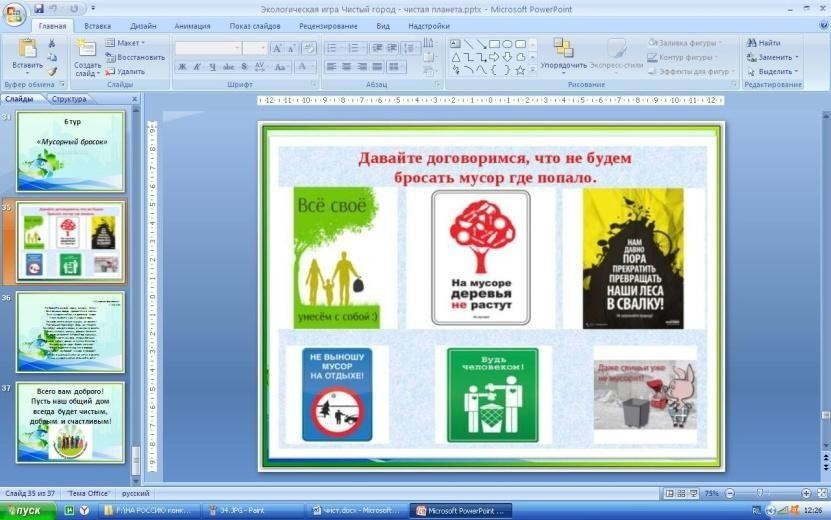 Экологическая игра Чистый город - чистая планета.pptx - Microsoft PowerPoint
Главная Вставка Дизайн Анимация Показ слайдов Рецензирование Вид Надстройки
Вставить
Создать слайд
Макет
Восстановить
Удалить
Упорядочить
Экспресс-стили
Заливка фигуры
Контур фигуры
Эффекты для фигур
Найти
Заменить
Выделить
Буфер обмена Слайды Шрифт Абзац Рисование Редактирование
Слайды Структура
34
6 тур
«Мусорный бросок»
35
36
37
Всего вам доброго!
Пусть наш общий дом
всегда будет чистым,
добрым и счастливым!
Давайте договоримся, что не будем
бросать мусор где попало.
Всё своё
унесём с собой :)
На мусоре
деревья
не растут
НАМ
ДАВНО
ПОРА
ПРЕКРАТИТЬ
ПРЕВРАЩАТЬ
НАШИ ЛЕСА
В СВАЛКУ!
НЕ ВЫНОШУ
МУСОР
НА ОТДЫХЕ!
Будь
человеком!
Даже свиньи уже
не мусорят!
Слайд 35 из 37 "Тема Office" русский 75%
пуск F:\НА РОССИЮ конк... 34.JPG - Paint чист.docx - Microsoft... Microsoft PowerPoint ... RU 12:26